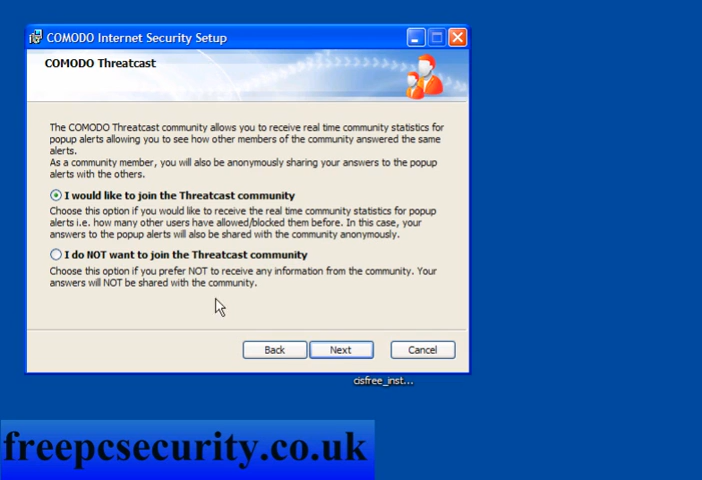 COMODO Internet Security Setup
COMODO Threatcast
The COMODO Threatcast community allows you to receive real time community statistics for
popup alerts allowing you to see how other members of the community answered the same
alerts.
As a community member, you will also be anonymously sharing your answers to the popup
alerts with the others.
I would like to join the Threatcast community
Choose this option if you would like to receive the real time community statistics for popup
alerts i.e. how many other users have allowed/blocked them before. In this case, your
answers to the popup alerts will also be shared with the community anonymously.
I do NOT want to join the Threatcast community
Choose this option if you prefer NOT to receive any information from the community. Your
answers will NOT be shared with the community.
Back Next Cancel
cisfree_inst...
freepcsecurity.co.uk